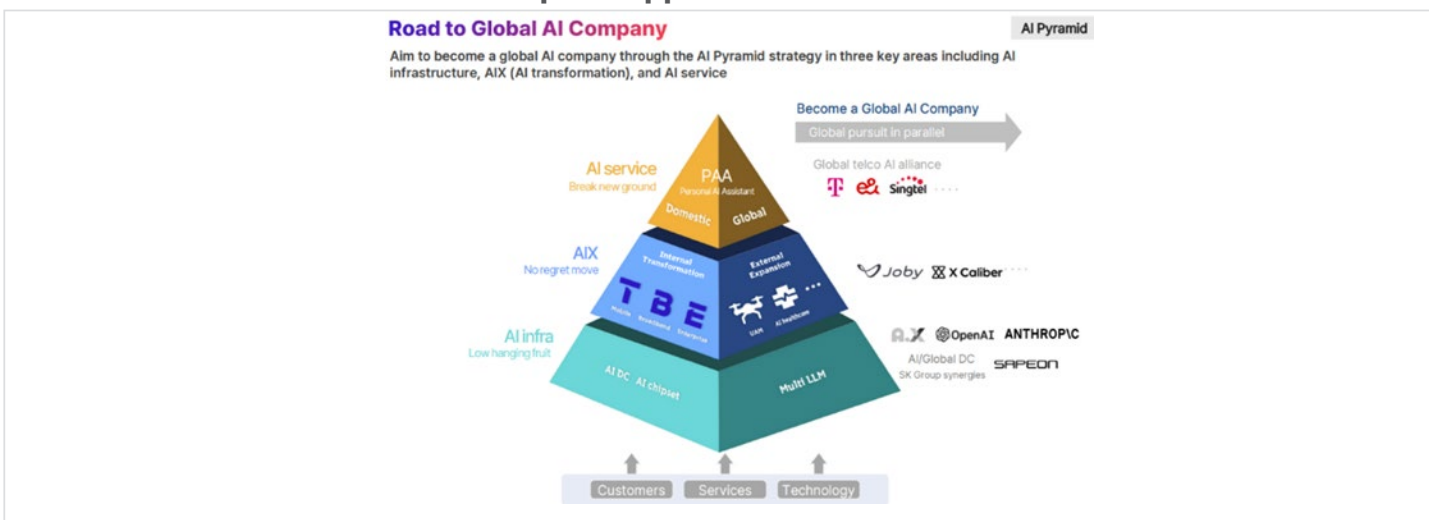 Road to Global AI Company
AI Pyramid
Aim to become a global AI company through the AI Pyramid strategy in three key areas including AI
infrastructure, AIX (AI transformation), and AI service
Become a Global AI Company
Global pursuit in parallel
Global telco AI alliance
T e& Singtel ....
AI service
Break new ground
PAA
Personal AI Assistant
Domestic Global
AIX
No regret move
Internal
Transformation
External
Expansion
T B E
Mobile Broadband Enterprise
...
UAM AI healthcare
Joby X Caliber ....
AI infra
Low hanging fruit
AI DC AI chipset
Multi LLM
A.X OpenAI ANTHROP\C
AI/Global DC
SK Group synergies
SAPEON
Customers Services Technology